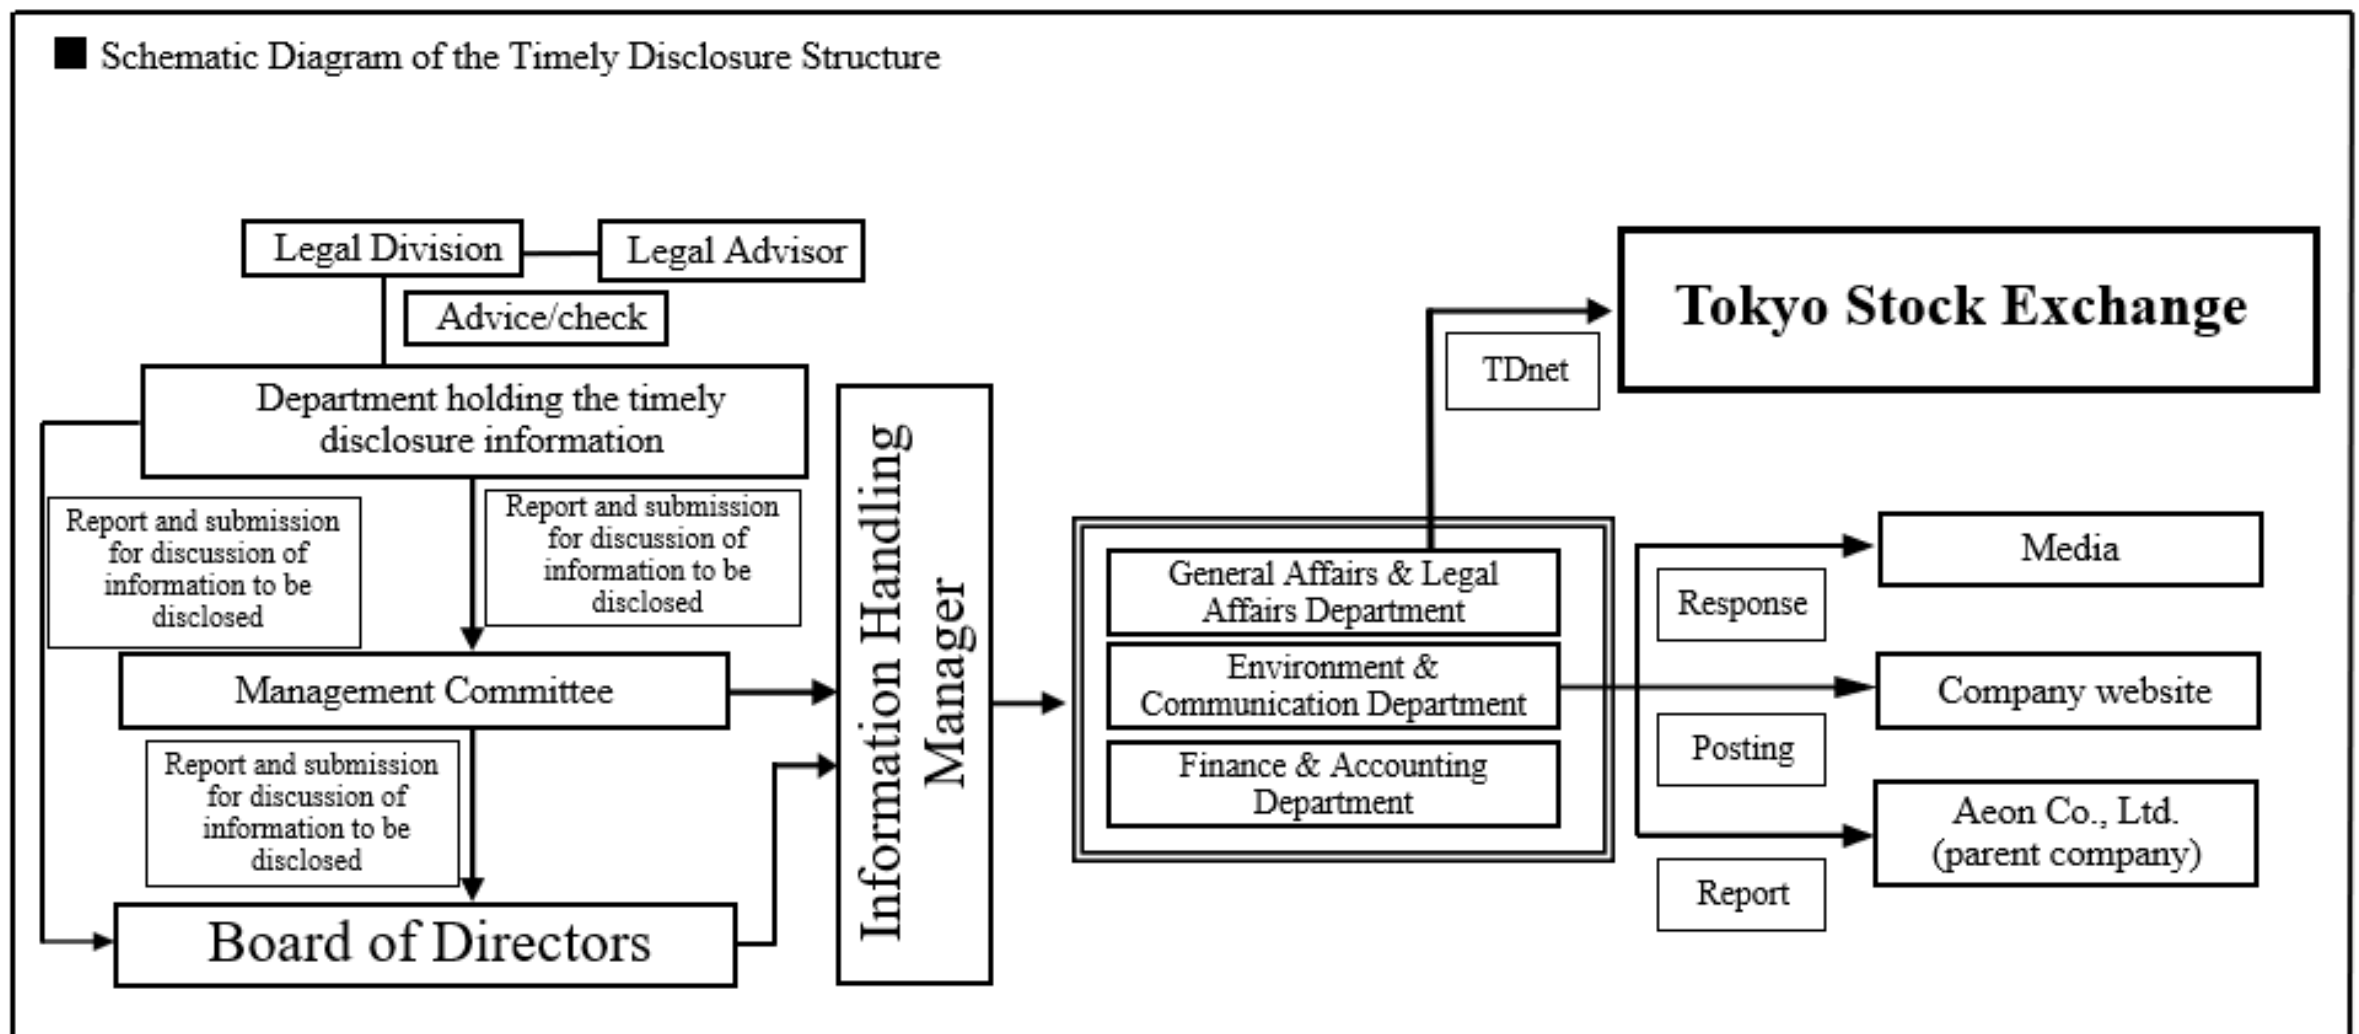 ■ Schematic Diagram of the Timely Disclosure Structure
Legal Division
Legal Advisor
Advice/check
Department holding the timely
disclosure information
Report and submission
for discussion of
information to be
disclosed
Report and submission
for discussion of
information to be
disclosed
Management Committee
Report and submission
for discussion of
information to be
disclosed
Board of Directors
Information Handling
Manager
General Affairs & Legal
Affairs Department
Environment &
Communication Department
Finance & Accounting
Department
TDnet
Tokyo Stock Exchange
Media
Response
Company website
Posting
Aeon Co., Ltd.
(parent company)
Report